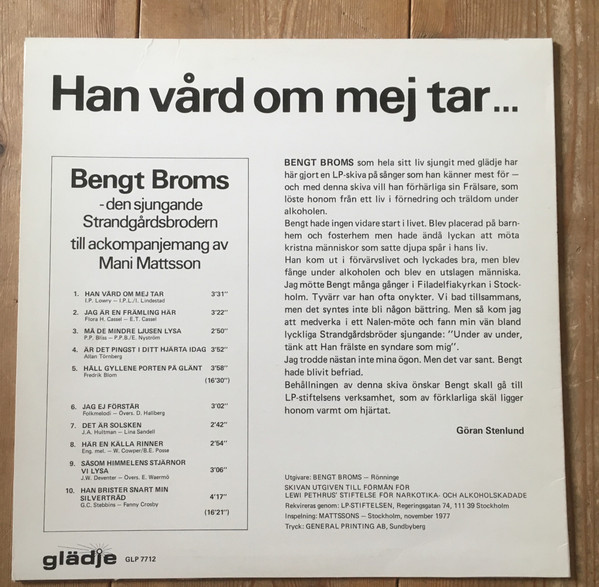 Han vård om mej tar...
Bengt Broms
- den sjungande
Strandgårdsbrodern
till ackompanjemang av
Mani Mattsson
1. HAN VÅRD OM MEJ TAR 3'31"
I.P. Lowry – I.P.L./I. Lindestad
2. JAG ÄR EN FRÄMLING HÄR 3'22"
Flora H. Cassel – E.T. Cassel
3. MÅ DE MINDRE LJUSEN LYSA 2'50"
P.P. Bliss – P.P.B./E. Nyström
4. ÄR DET PINGST I DITT HJÄRTA IDAG 3'52"
Allan Törnberg
5. HÅLL GYLLENE PORTEN PÅ GLÄNT 3'58"
Fredrik Blom
(16'30")
6. JAG EJ FÖRSTÅR 3'02"
Folkmelodi – Övers. D. Hallberg
7. DET ÄR SOLSKEN 2'42"
J.A. Hultman – Lina Sandell
8. HÄR EN KÄLLA RINNER 2'54"
Eng. mel. – W. Cowper/B.E. Posse
9. SÅSOM HIMMELENS STJÄRNOR
VI LYSA 3'06"
J.W. Deventer – Övers. E. Waermö
10. HAN BRISTER SNART MIN
SILVERTRÅD 4'17"
G.C. Stebbins – Fanny Crosby
(16'21")
BENGT BROMS som hela sitt liv sjungit med glädje har
här gjort en LP-skiva på sånger som han känner mest för —
och med denna skiva vill han förhärliga sin Frälsare, som
löste honom från ett liv i förnedring och träldom under
alkoholen.
Bengt hade ingen vidare start i livet. Blev placerad på barn-
hem och fosterhem men hade ändå lyckan att möta
kristna människor som satte djupa spår i hans liv.
Han kom ut i förvärvslivet och lyckades bra, men blev
fånge under alkoholen och blev en utslagen människa.
Jag mötte Bengt många gånger i Filadelfiakyrkan i Stock-
holm. Tyvärr var han ofta onykter. Vi bad tillsammans,
men det syntes inte bli någon bättring. Men så kom jag
att medverka i ett Nalen-möte och fann min vän bland
lyckliga Strandgårdsbröder sjungande: "Under av under,
tänk att Han frälste en syndare som mig".
Jag trodde nästan inte mina ögon. Men det var sant. Bengt
hade blivit befriad.
Behållningen av denna skiva önskar Bengt skall gå till
LP-stiftelsens verksamhet, som av förklarliga skäl ligger
honom varmt om hjärtat.
Göran Stenlund
Utgivare: BENGT BROMS – Rönninge
SKIVAN UTGIVEN TILL FÖRMÅN FÖR
LEWI PETHRUS' STIFTELSE FÖR NARKOTIKA- OCH ALKOHOLSKADADE
Rekvireras genom: LP-STIFTELSEN, Regeringsgatan 74, 111 39 Stockholm
Inspelning: MATTSSONS – Stockholm, november 1977
Tryck: GENERAL PRINTING AB, Sundbyberg
glädje GLP 7712